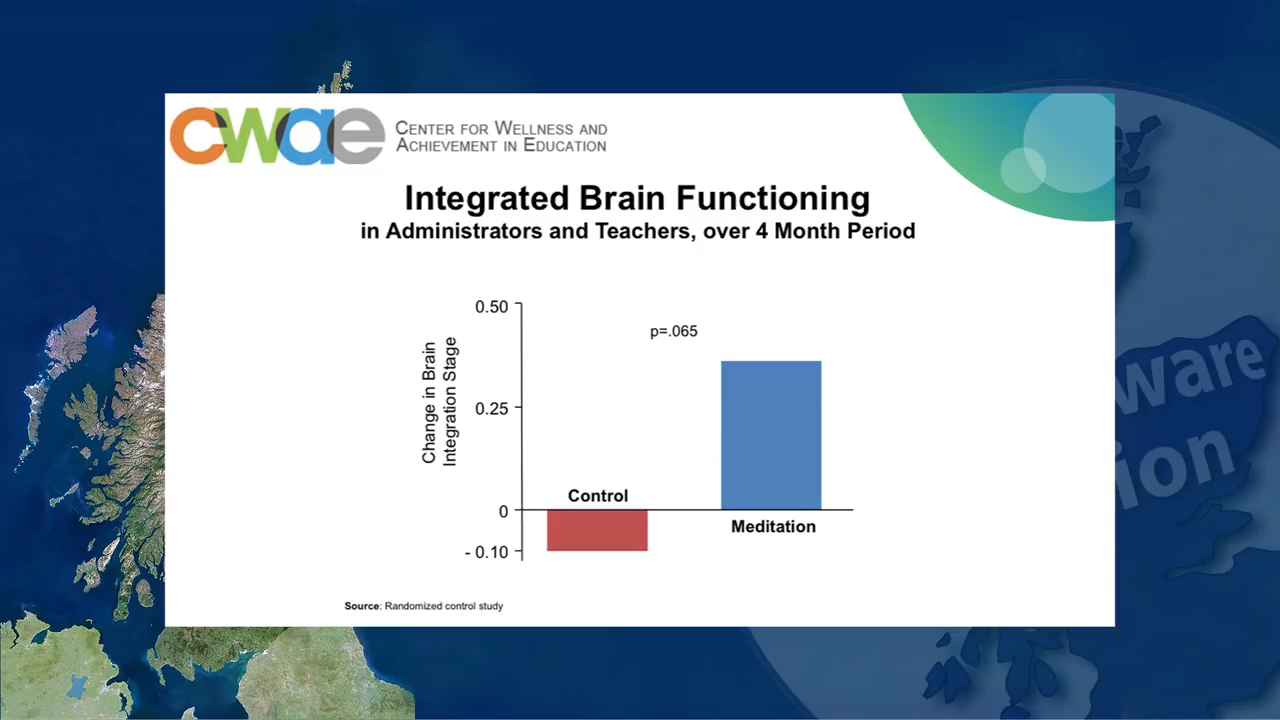 cwae
CENTER FOR WELLNESS AND
ACHIEVEMENT IN EDUCATION
Integrated Brain Functioning
in Administrators and Teachers, over 4 Month Period
0.50
p=.065
Change in Brain
Integration Stage
0.25
Control
0
Meditation
- 0.10
Source: Randomized control study
ware
ion